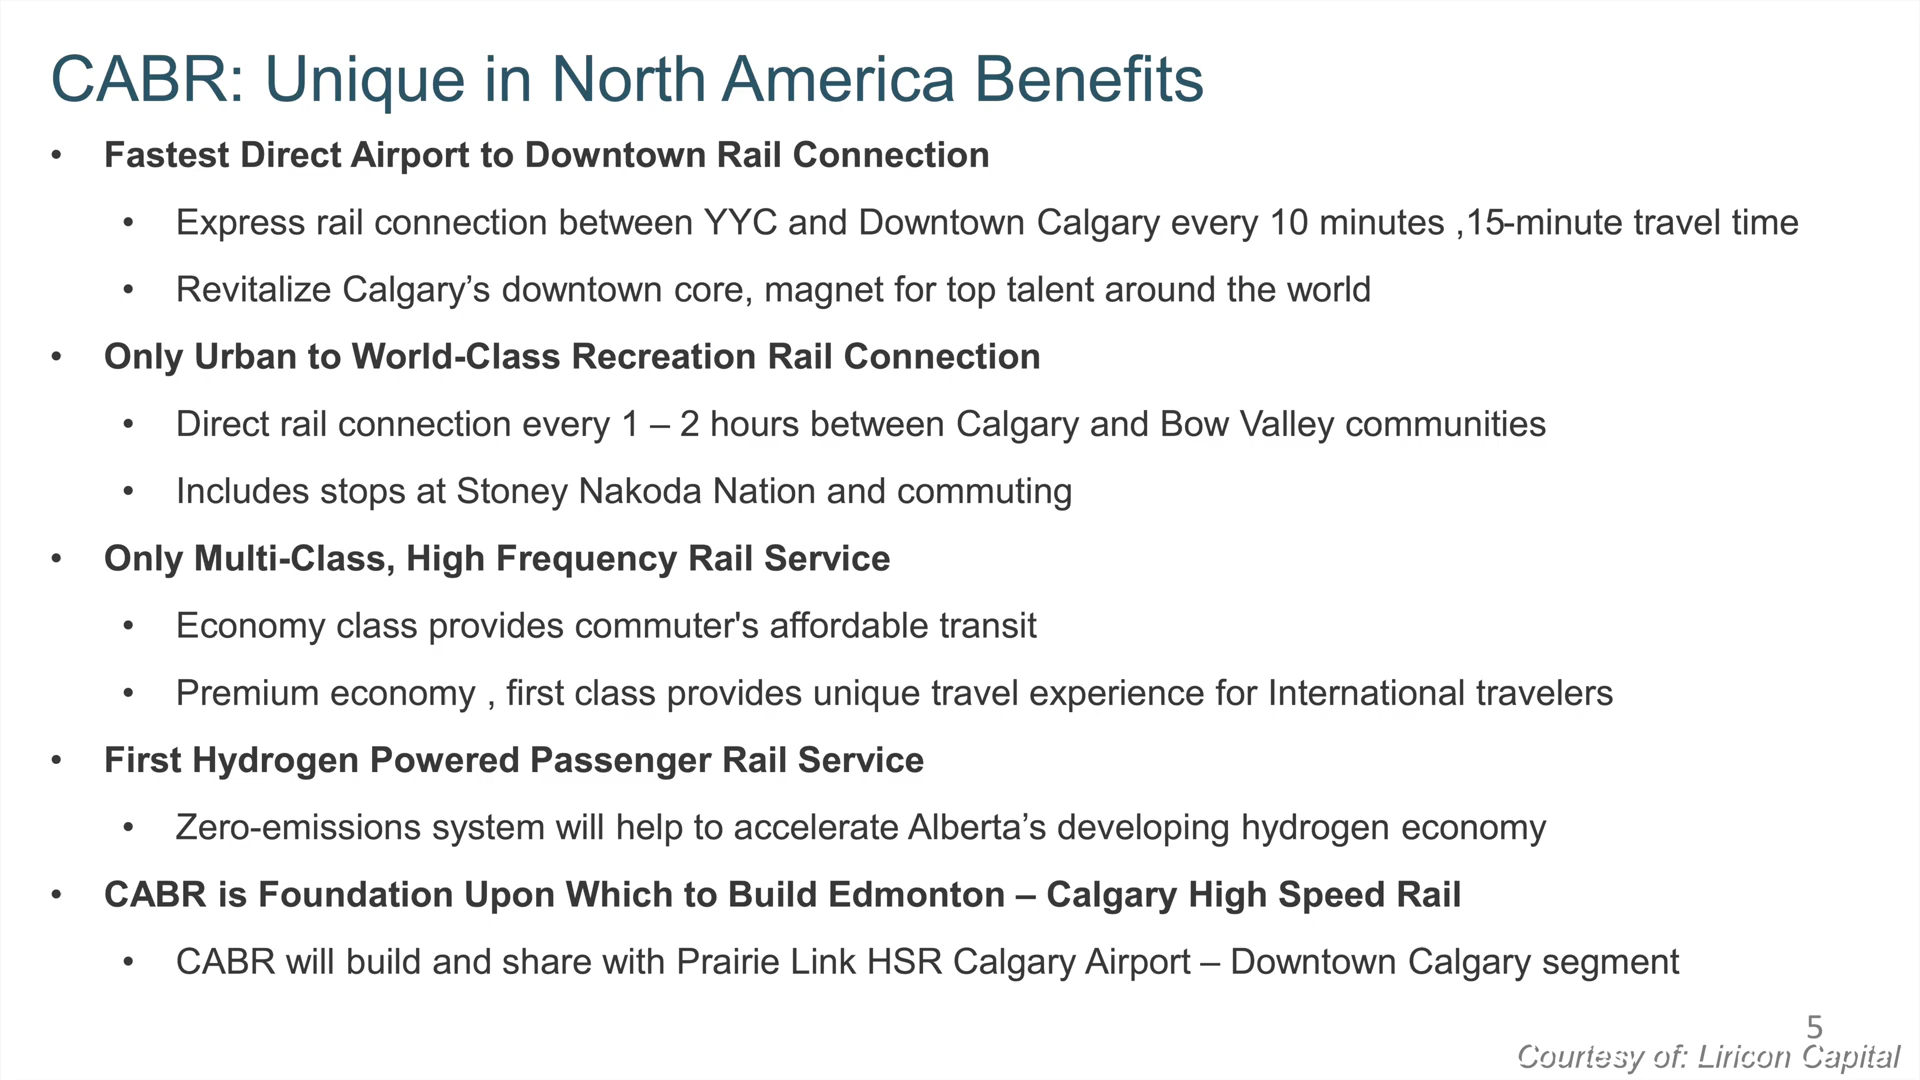 CABR: Unique in North America Benefits
• Fastest Direct Airport to Downtown Rail Connection
• Express rail connection between YYC and Downtown Calgary every 10 minutes ,15-minute travel time
• Revitalize Calgary’s downtown core, magnet for top talent around the world
• Only Urban to World-Class Recreation Rail Connection
• Direct rail connection every 1 – 2 hours between Calgary and Bow Valley communities
• Includes stops at Stoney Nakoda Nation and commuting
• Only Multi-Class, High Frequency Rail Service
• Economy class provides commuter's affordable transit
• Premium economy , first class provides unique travel experience for International travelers
• First Hydrogen Powered Passenger Rail Service
• Zero-emissions system will help to accelerate Alberta’s developing hydrogen economy
• CABR is Foundation Upon Which to Build Edmonton – Calgary High Speed Rail
• CABR will build and share with Prairie Link HSR Calgary Airport – Downtown Calgary segment
5
Courtesy of: Liricon Capital